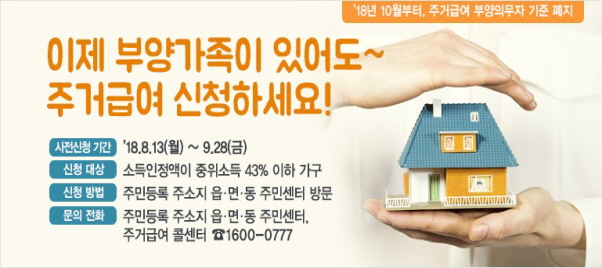 '18년 10월부터, 주거급여 부양의무자 기준 폐지
이제 부양가족이 있어도~
주거급여 신청하세요!
사전신청 기간 '18.8.13(월) ~ 9.28(금)
신청 대상 소득인정액이 중위소득 43% 이하 가구
신청 방법 주민등록 주소지 읍·면·동 주민센터 방문
문의 전화 주민등록 주소지 읍·면·동 주민센터,
주거급여 콜센터 ☎1600-0777